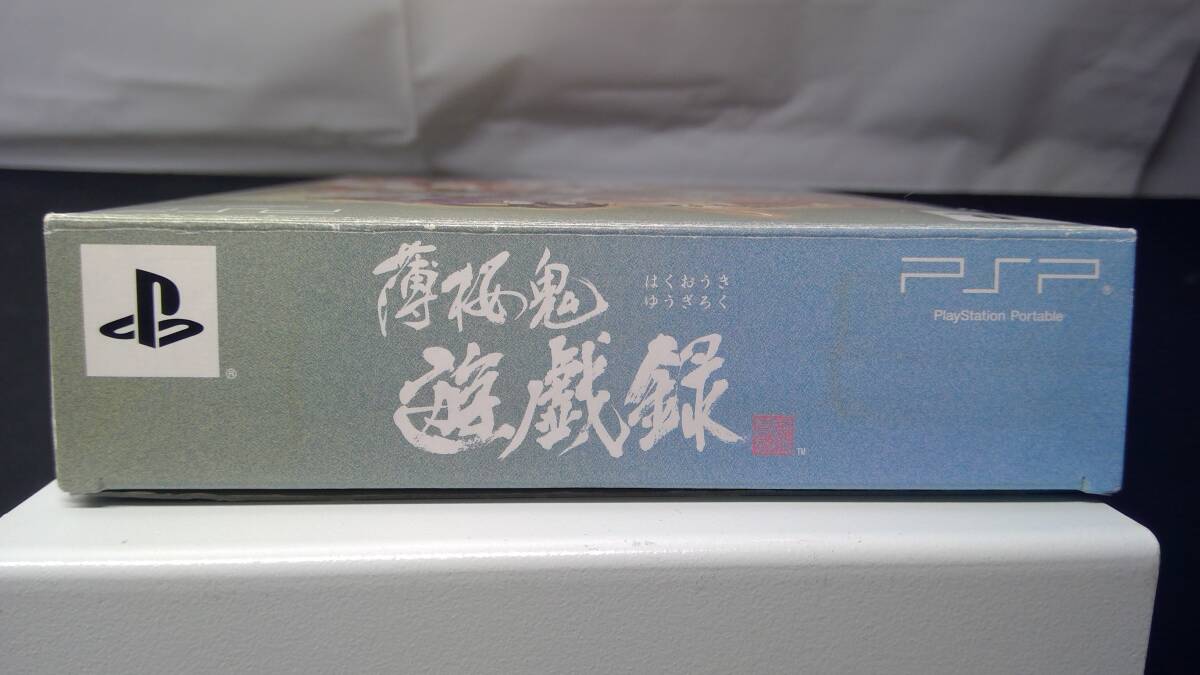 薄桜鬼
はくおうき
ゆうぎろく
遊戯録
TM
®
PSP®
PlayStation Portable